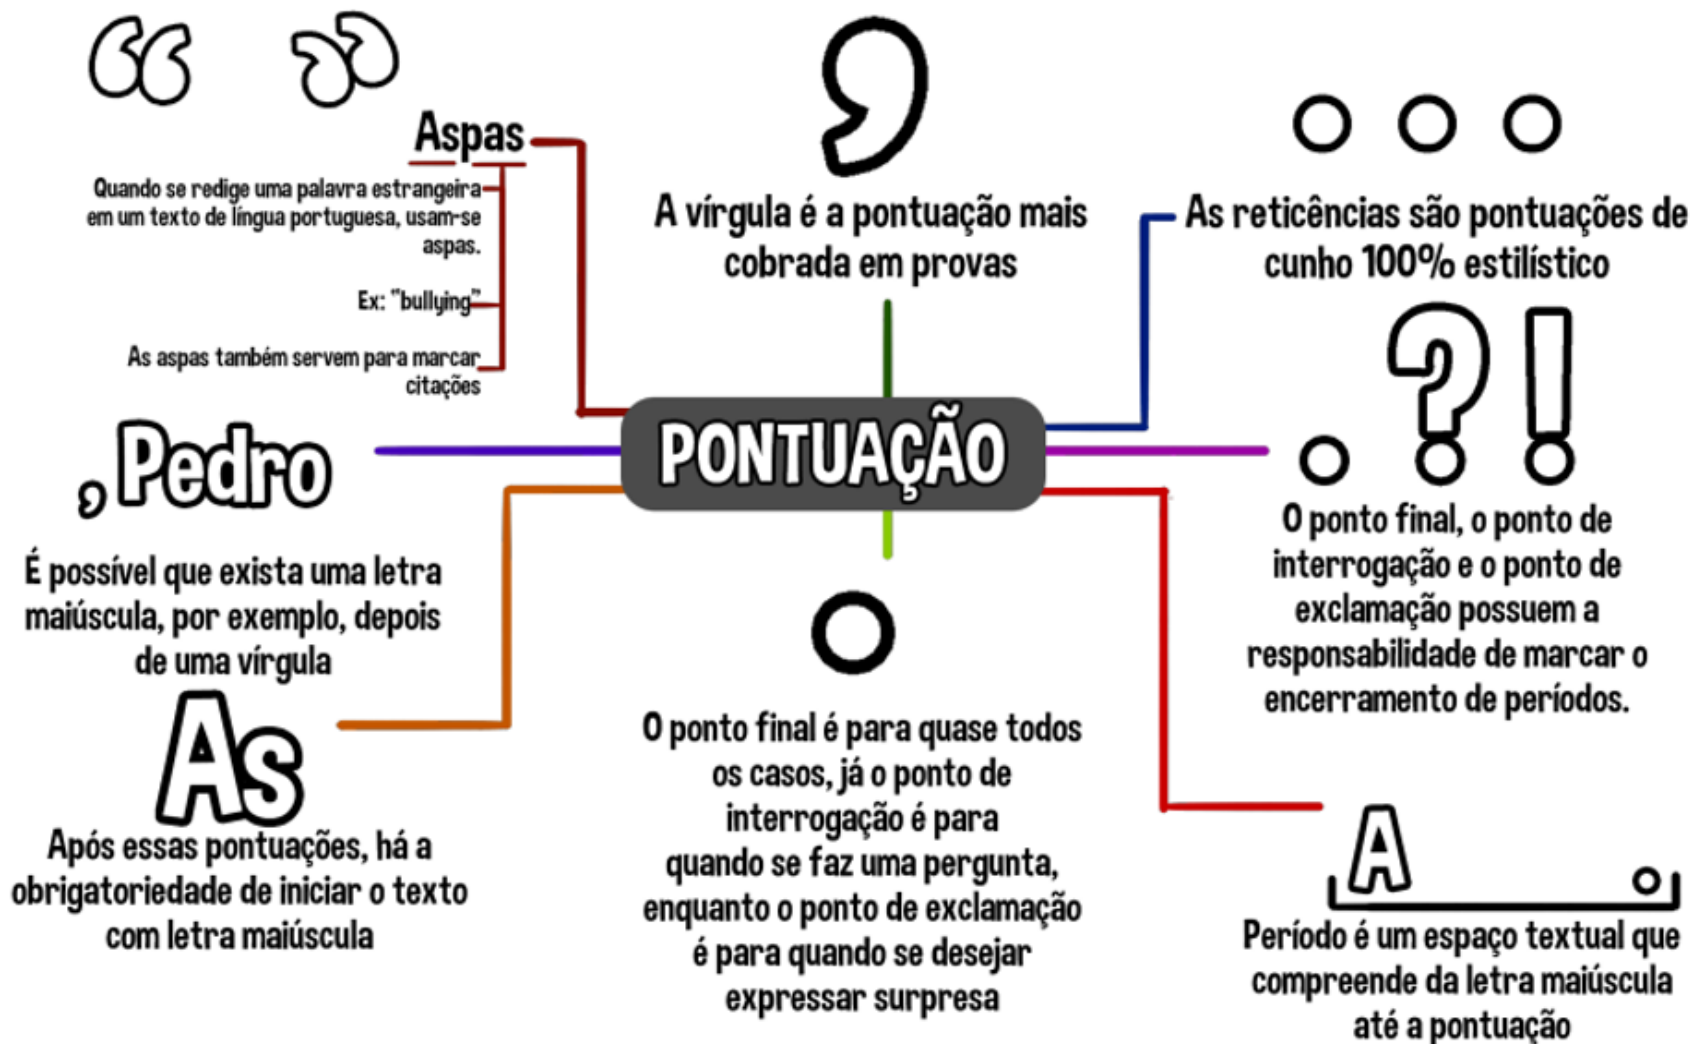 “ ”
Aspas
Quando se redige uma palavra estrangeira
em um texto de língua portuguesa, usam-se
aspas.
Ex: "bullying"
As aspas também servem para marcar
citações
,
A vírgula é a pontuação mais
cobrada em provas
. . .
As reticências são pontuações de
cunho 100% estilístico
PONTUAÇÃO
, Pedro
É possível que exista uma letra
maiúscula, por exemplo, depois
de uma vírgula
. ? !
O ponto final, o ponto de
interrogação e o ponto de
exclamação possuem a
responsabilidade de marcar o
encerramento de períodos.
As
Após essas pontuações, há a
obrigatoriedade de iniciar o texto
com letra maiúscula
.
O ponto final é para quase todos
os casos, já o ponto de
interrogação é para
quando se faz uma pergunta,
enquanto o ponto de exclamação
é para quando se desejar
expressar surpresa
A .
Período é um espaço textual que
compreende da letra maiúscula
até a pontuação